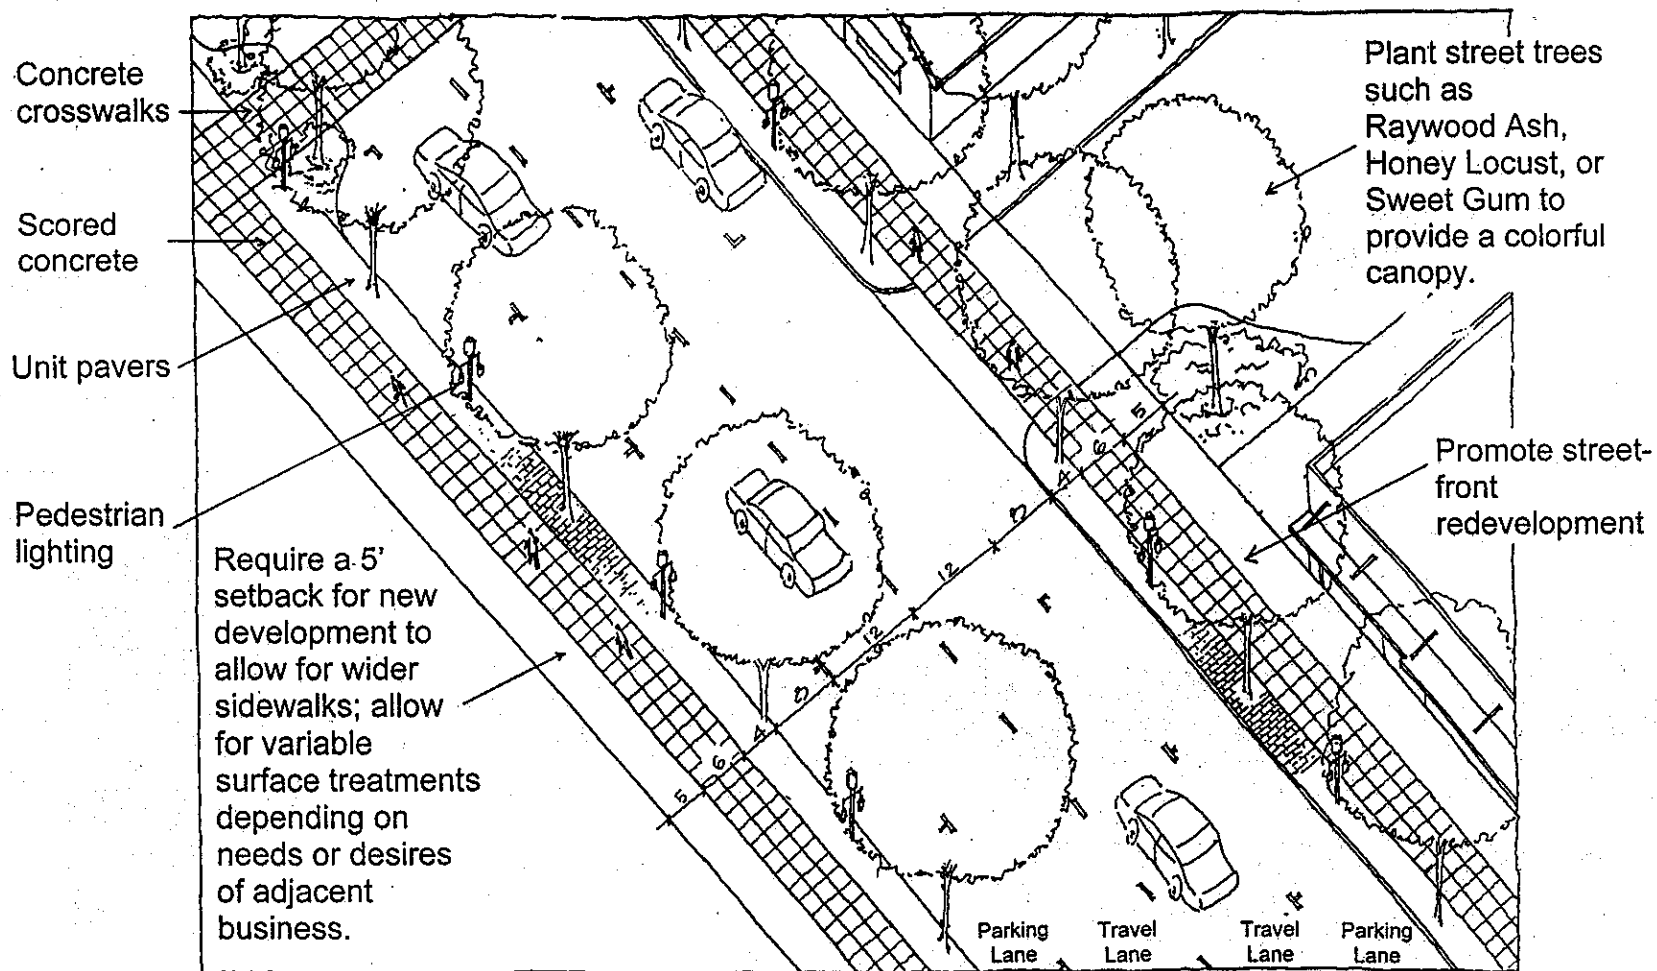 Concrete
crosswalks
Scored
concrete
Unit pavers
Pedestrian
lighting
Require a 5'
setback for new
development to
allow for wider
sidewalks; allow
for variable
surface treatments
depending on
needs or desires
of adjacent
business.
Plant street trees
such as
Raywood Ash,
Honey Locust, or
Sweet Gum to
provide a colorful
canopy.
Promote street-
front
redevelopment
5
6
4
8
12
12
8
4
6
5
Parking
Lane
Travel
Lane
Travel
Lane
Parking
Lane